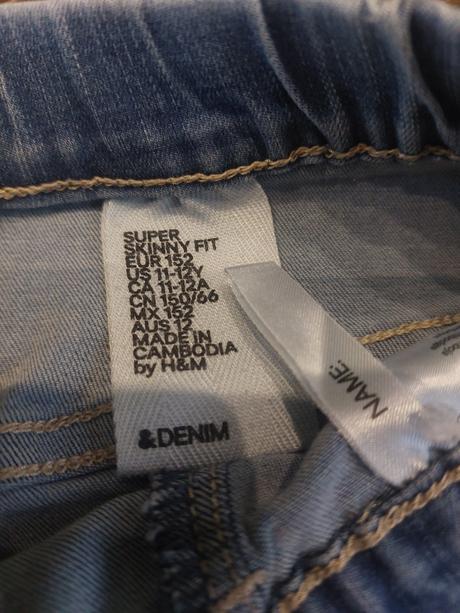 SUPER
SKINNY FIT
EUR 152
US 11-12Y
CA 11-12A
CN 150/66
MX 152
AUS 12
MADE IN
CAMBODIA
by H&M
&DENIM
NAME: